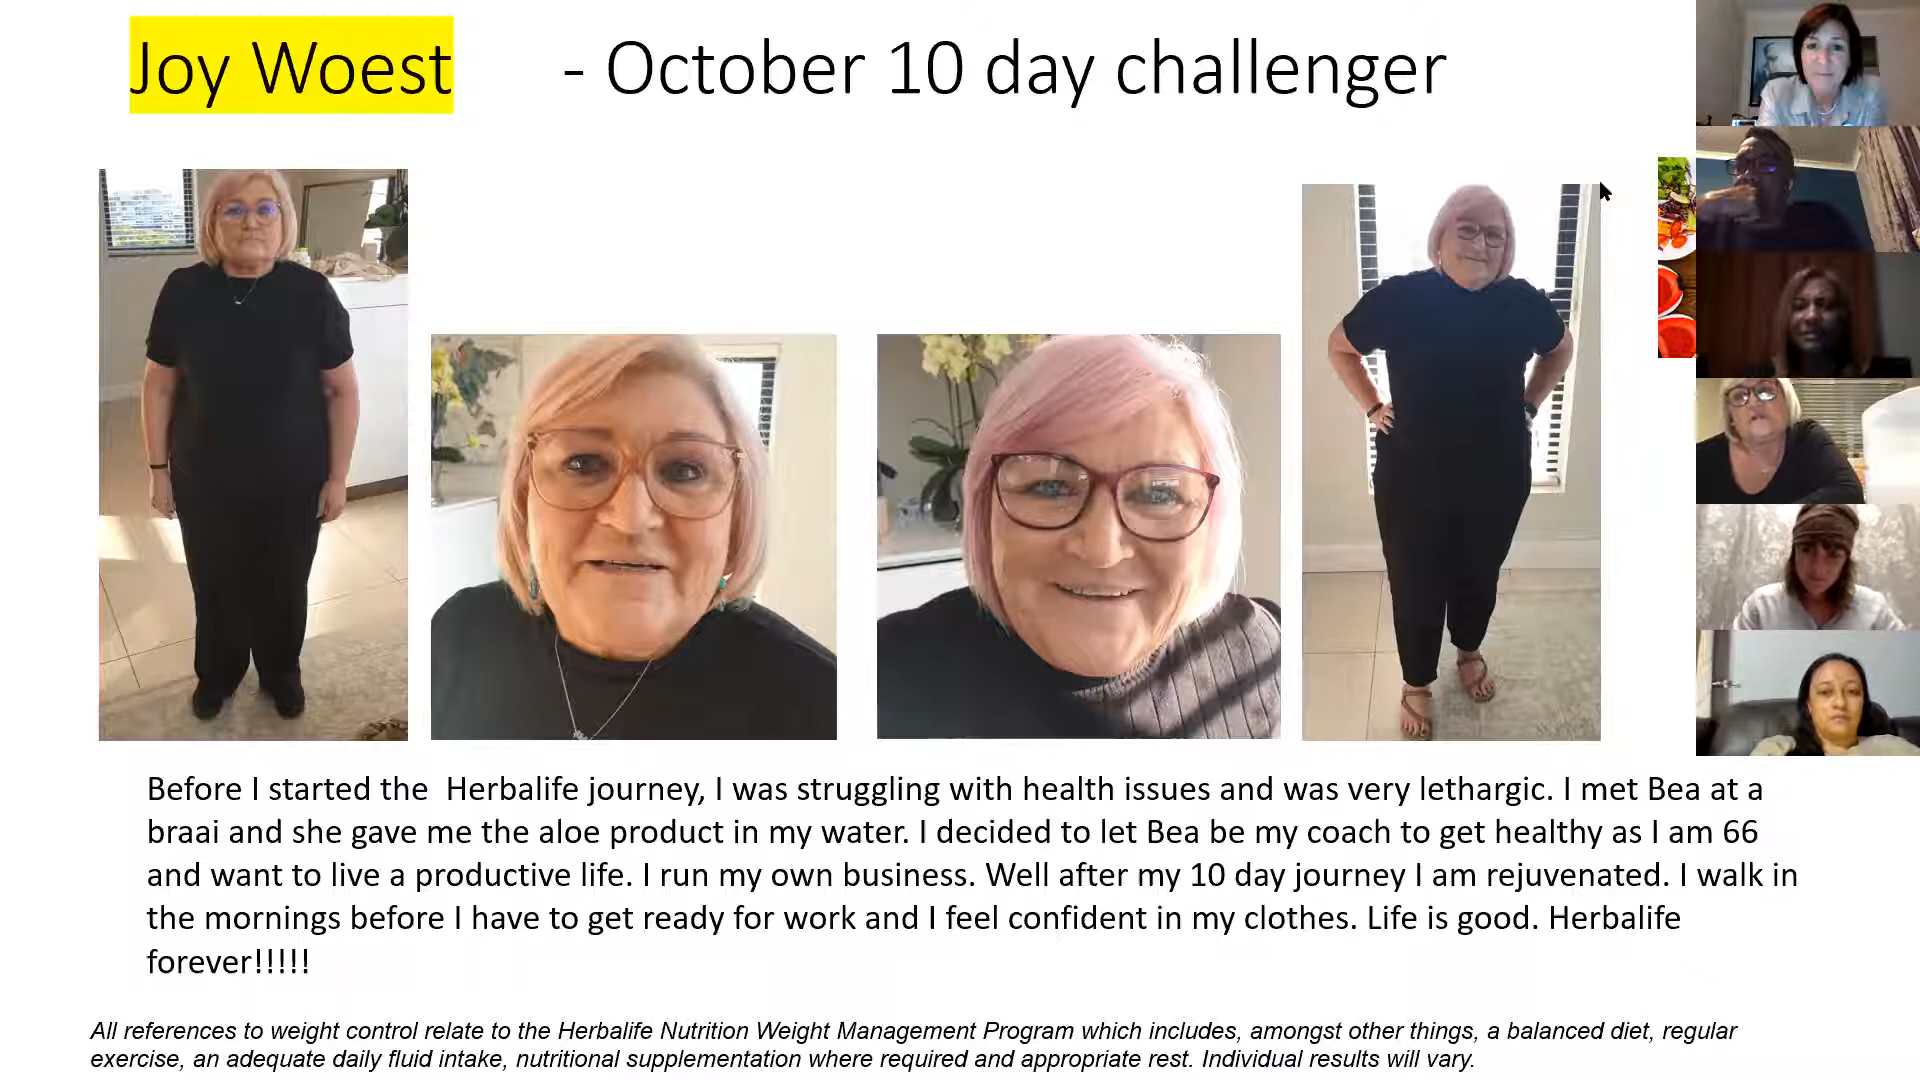 Joy Woest - October 10 day challenger
Before I started the  Herbalife journey, I was struggling with health issues and was very lethargic. I met Bea at a
braai and she gave me the aloe product in my water. I decided to let Bea be my coach to get healthy as I am 66
and want to live a productive life. I run my own business. Well after my 10 day journey I am rejuvenated. I walk in
the mornings before I have to get ready for work and I feel confident in my clothes. Life is good. Herbalife
forever!!!!!
All references to weight control relate to the Herbalife Nutrition Weight Management Program which includes, amongst other things, a balanced diet, regular
exercise, an adequate daily fluid intake, nutritional supplementation where required and appropriate rest. Individual results will vary.